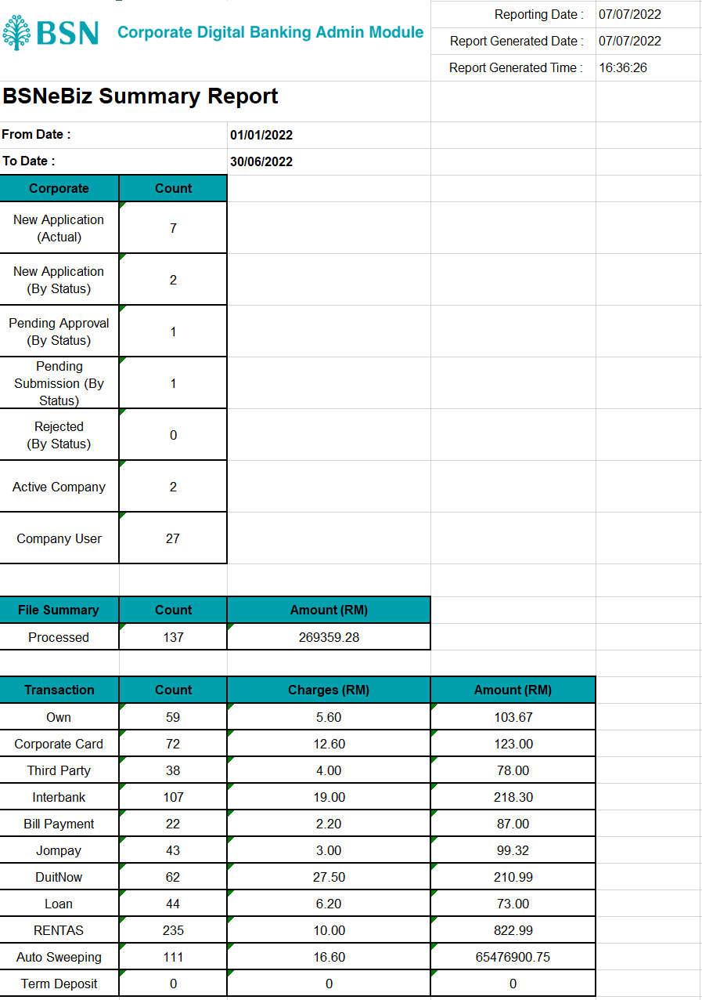 BSN Corporate Digital Banking Admin Module
Reporting Date : 07/07/2022
Report Generated Date : 07/07/2022
Report Generated Time : 16:36:26
BSNeBiz Summary Report
From Date : 01/01/2022
To Date : 30/06/2022
Corporate Count
New Application
(Actual) 7
New Application
(By Status) 2
Pending Approval
(By Status) 1
Pending
Submission (By 1
Status)
Rejected
(By Status) 0
Active Company 2
Company User 27
File Summary Count Amount (RM)
Processed 137 269359.28
Transaction Count Charges (RM) Amount (RM)
Own 59 5.60 103.67
Corporate Card 72 12.60 123.00
Third Party 38 4.00 78.00
Interbank 107 19.00 218.30
Bill Payment 22 2.20 87.00
Jompay 43 3.00 99.32
DuitNow 62 27.50 210.99
Loan 44 6.20 73.00
RENTAS 235 10.00 822.99
Auto Sweeping 111 16.60 65476900.75
Term Deposit 0 0 0